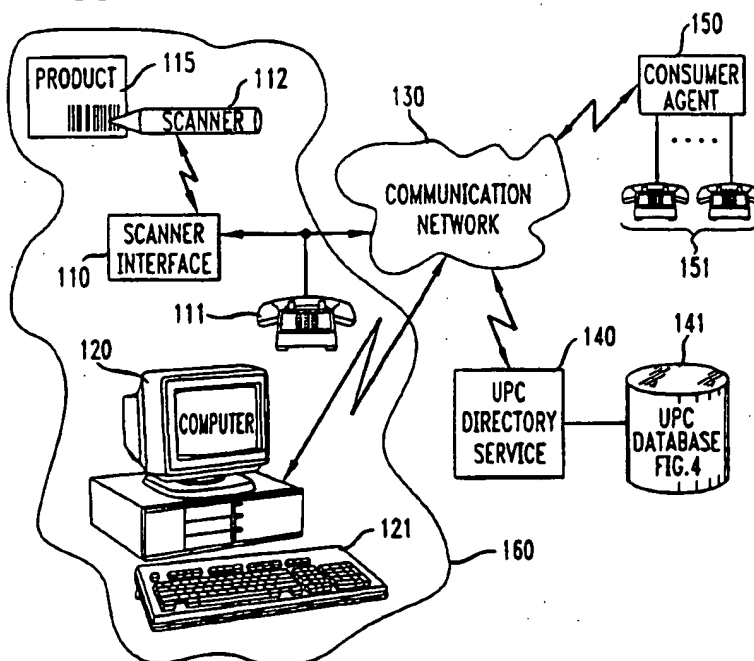 PRODUCT
115
112
SCANNER
110
SCANNER
INTERFACE
111
120
COMPUTER
121
160
130
COMMUNICATION
NETWORK
150
CONSUMER
AGENT
151
140
UPC
DIRECTORY
SERVICE
141
UPC
DATABASE
FIG.4